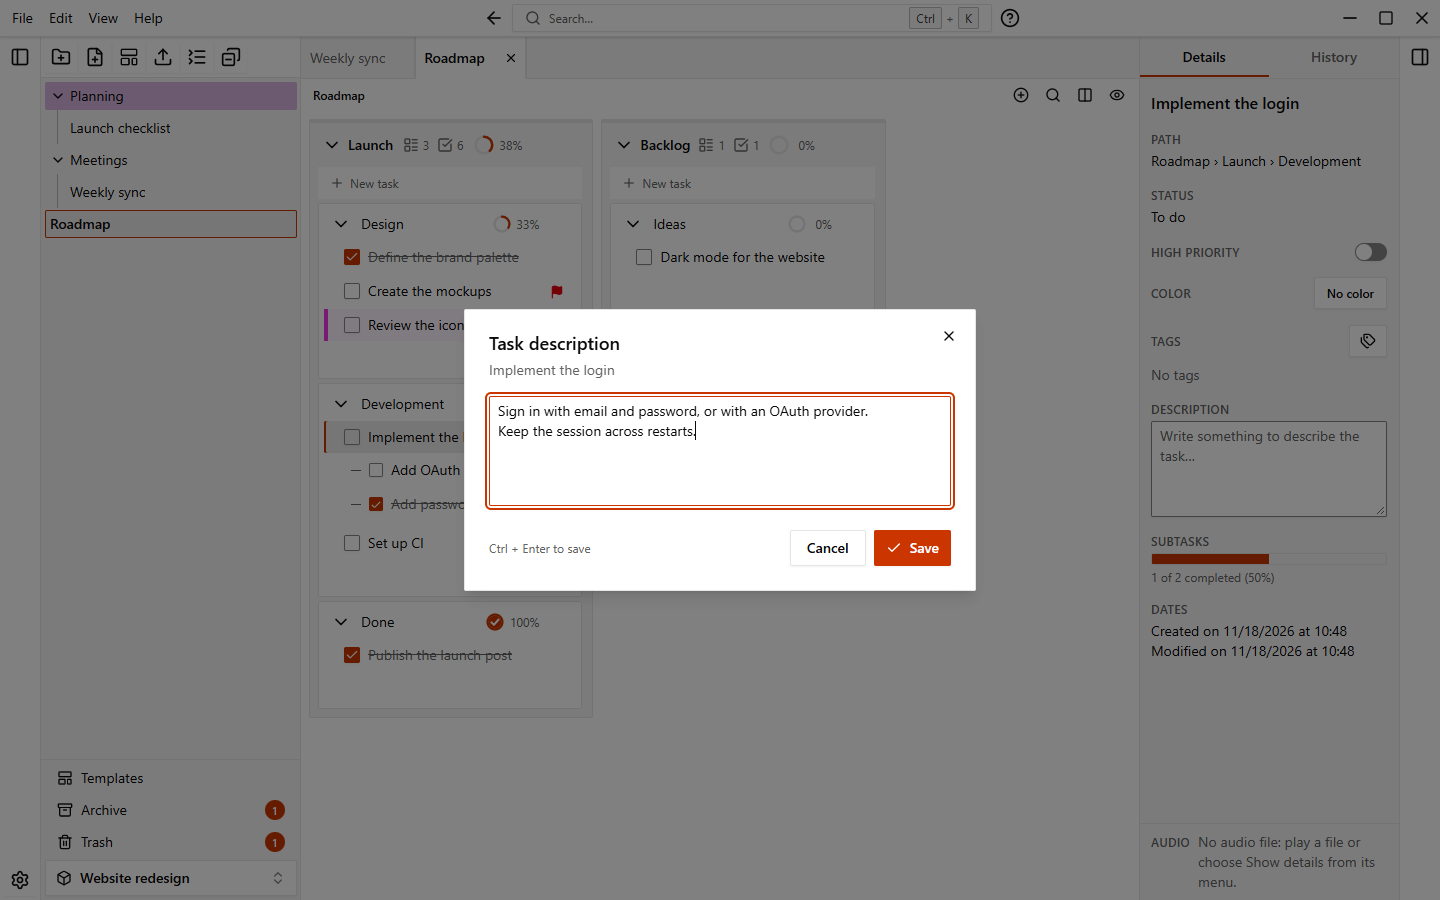 File Edit View Help
Search...
Ctrl + K
Weekly sync
Roadmap
Details
History
Planning
Launch checklist
Meetings
Weekly sync
Roadmap
Roadmap
Launch 3 6 38%
New task
Design 33%
Define the brand palette
Create the mockups
Review the icon
Development
Implement the
Add OAuth
Set up CI
Done 100%
Publish the launch post
Backlog 1 1 0%
New task
Ideas 0%
Dark mode for the website
Task description
Implement the login
Sign in with email and password, or with an OAuth provider.
Keep the session across restarts.
Ctrl + Enter to save
Cancel
Save
Implement the login
PATH
Roadmap › Launch › Development
STATUS
To do
HIGH PRIORITY
COLOR
No color
TAGS
No tags
DESCRIPTION
Write something to describe the
task...
SUBTASKS
1 of 2 completed (50%)
DATES
Created on 11/18/2026 at 10:48
Modified on 11/18/2026 at 10:48
AUDIO
No audio file: play a file or
choose Show details from its
menu.
Templates
Archive 1
Trash 1
Website redesign